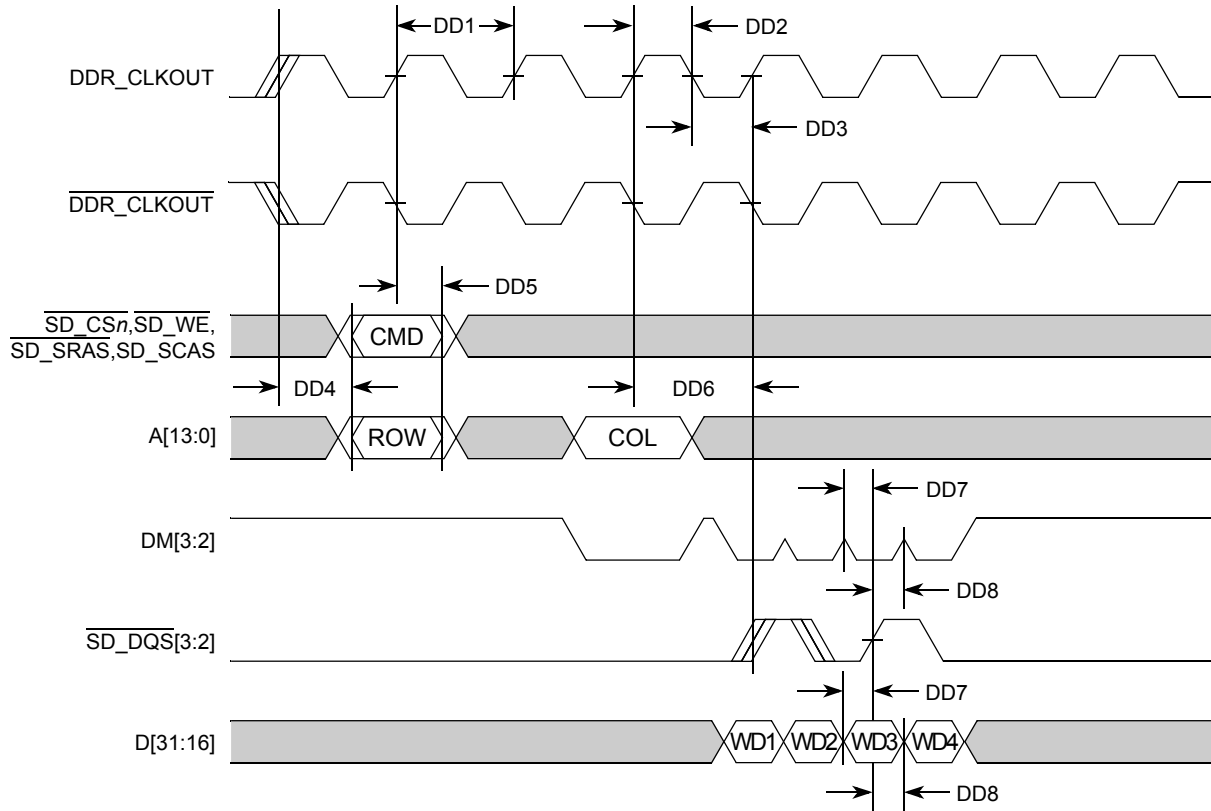 DD1
DD2
DDR_CLKOUT
DD3
DDR_CLKOUT
DD5
SD_CSn,SD_WE,
SD_SRAS,SD_SCAS
CMD
DD4
DD6
A[13:0]
ROW
COL
DD7
DM[3:2]
DD8
SD_DQS[3:2]
DD7
D[31:16]
WD1
WD2
WD3
WD4
DD8